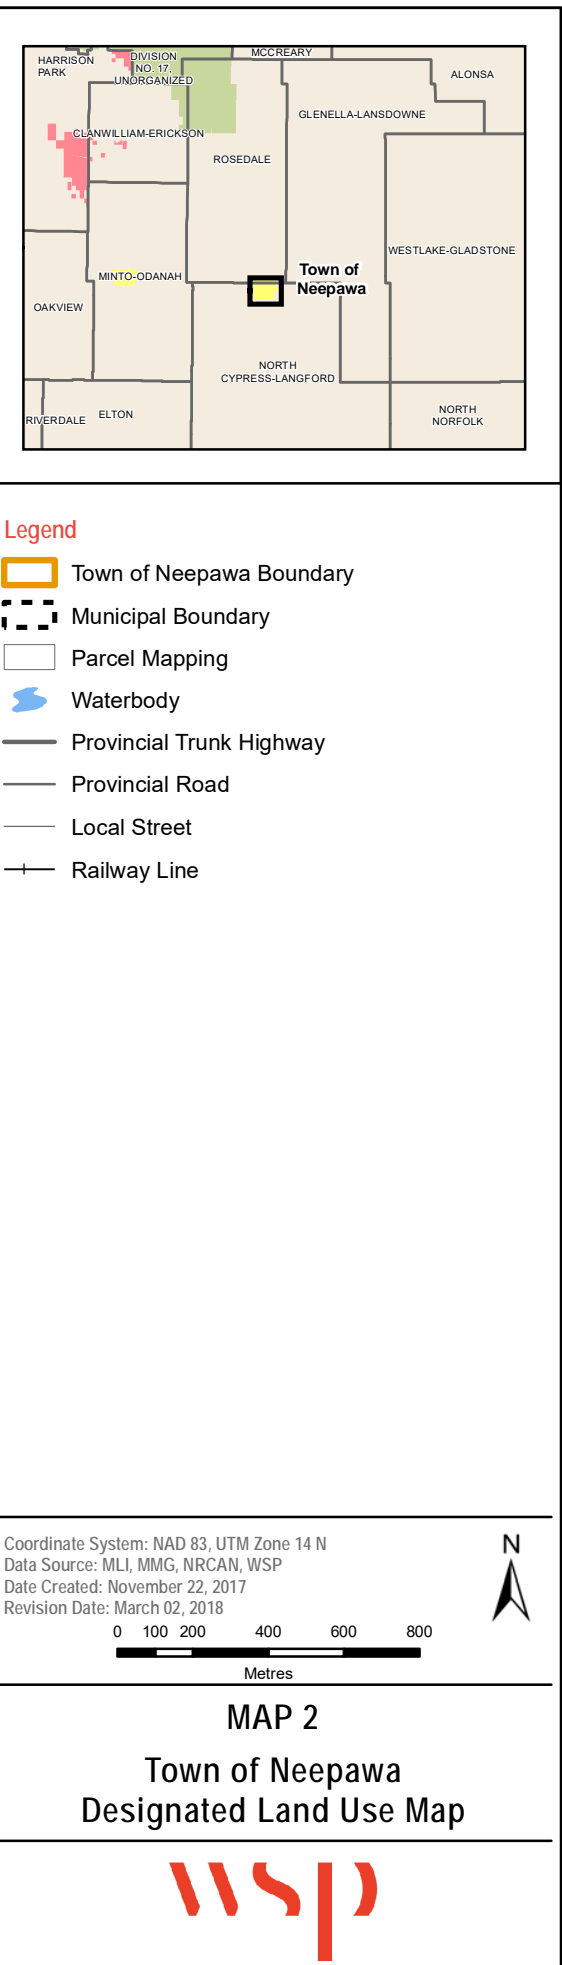 MCCREARY
HARRISON
PARK
DIVISION
NO. 17,
UNORGANIZED
ALONSA
GLENELLA-LANSDOWNE
CLANWILLIAM-ERICKSON
ROSEDALE
WESTLAKE-GLADSTONE
Town of
Neepawa
MINTO-ODANAH
OAKVIEW
NORTH
CYPRESS-LANGFORD
RIVERDALE
ELTON
NORTH
NORFOLK
Legend
Town of Neepawa Boundary
Municipal Boundary
Parcel Mapping
Waterbody
Provincial Trunk Highway
Provincial Road
Local Street
Railway Line
Coordinate System: NAD 83, UTM Zone 14 N
Data Source: MLI, MMG, NRCAN, WSP
Date Created: November 22, 2017
Revision Date: March 02, 2018
N
0 100 200 400 600 800
Metres
MAP 2
Town of Neepawa
Designated Land Use Map
wsp